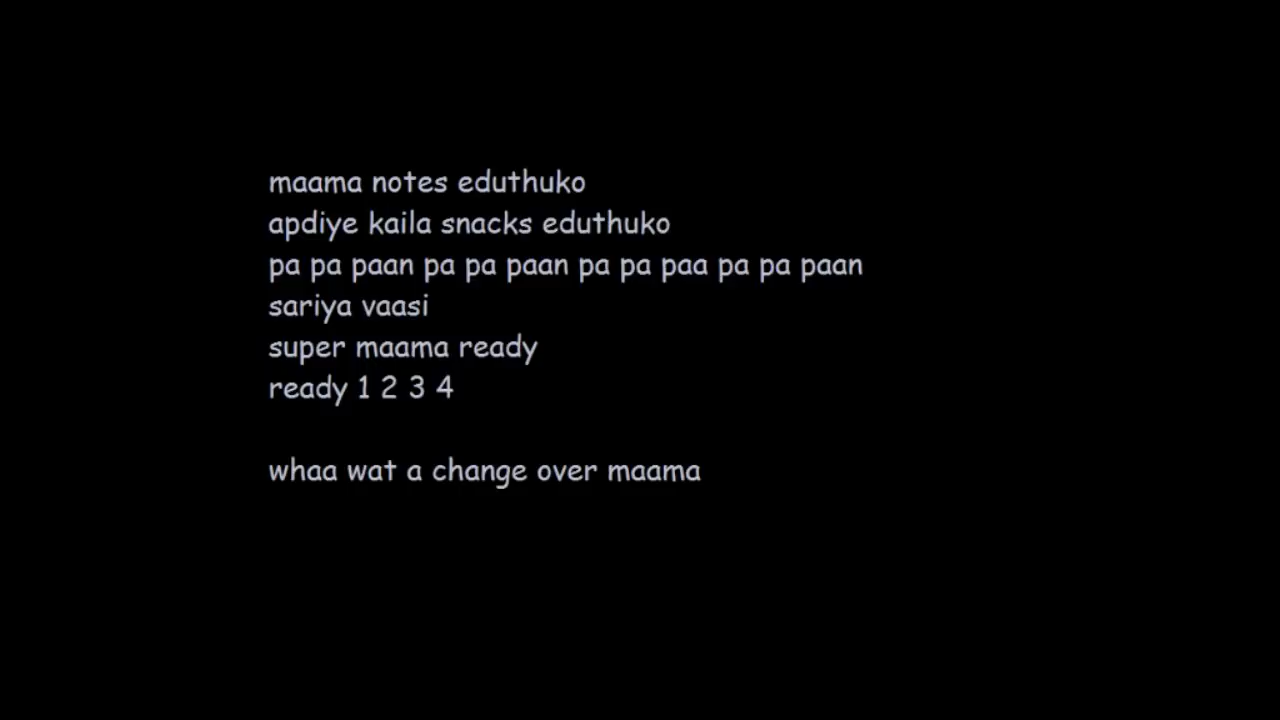 maama notes eduthuko
apdiye kaila snacks eduthuko
pa pa paan pa pa paan pa pa paa pa pa paan
sariya vaasi
super maama ready
ready 1 2 3 4
whaa wat a change over maama